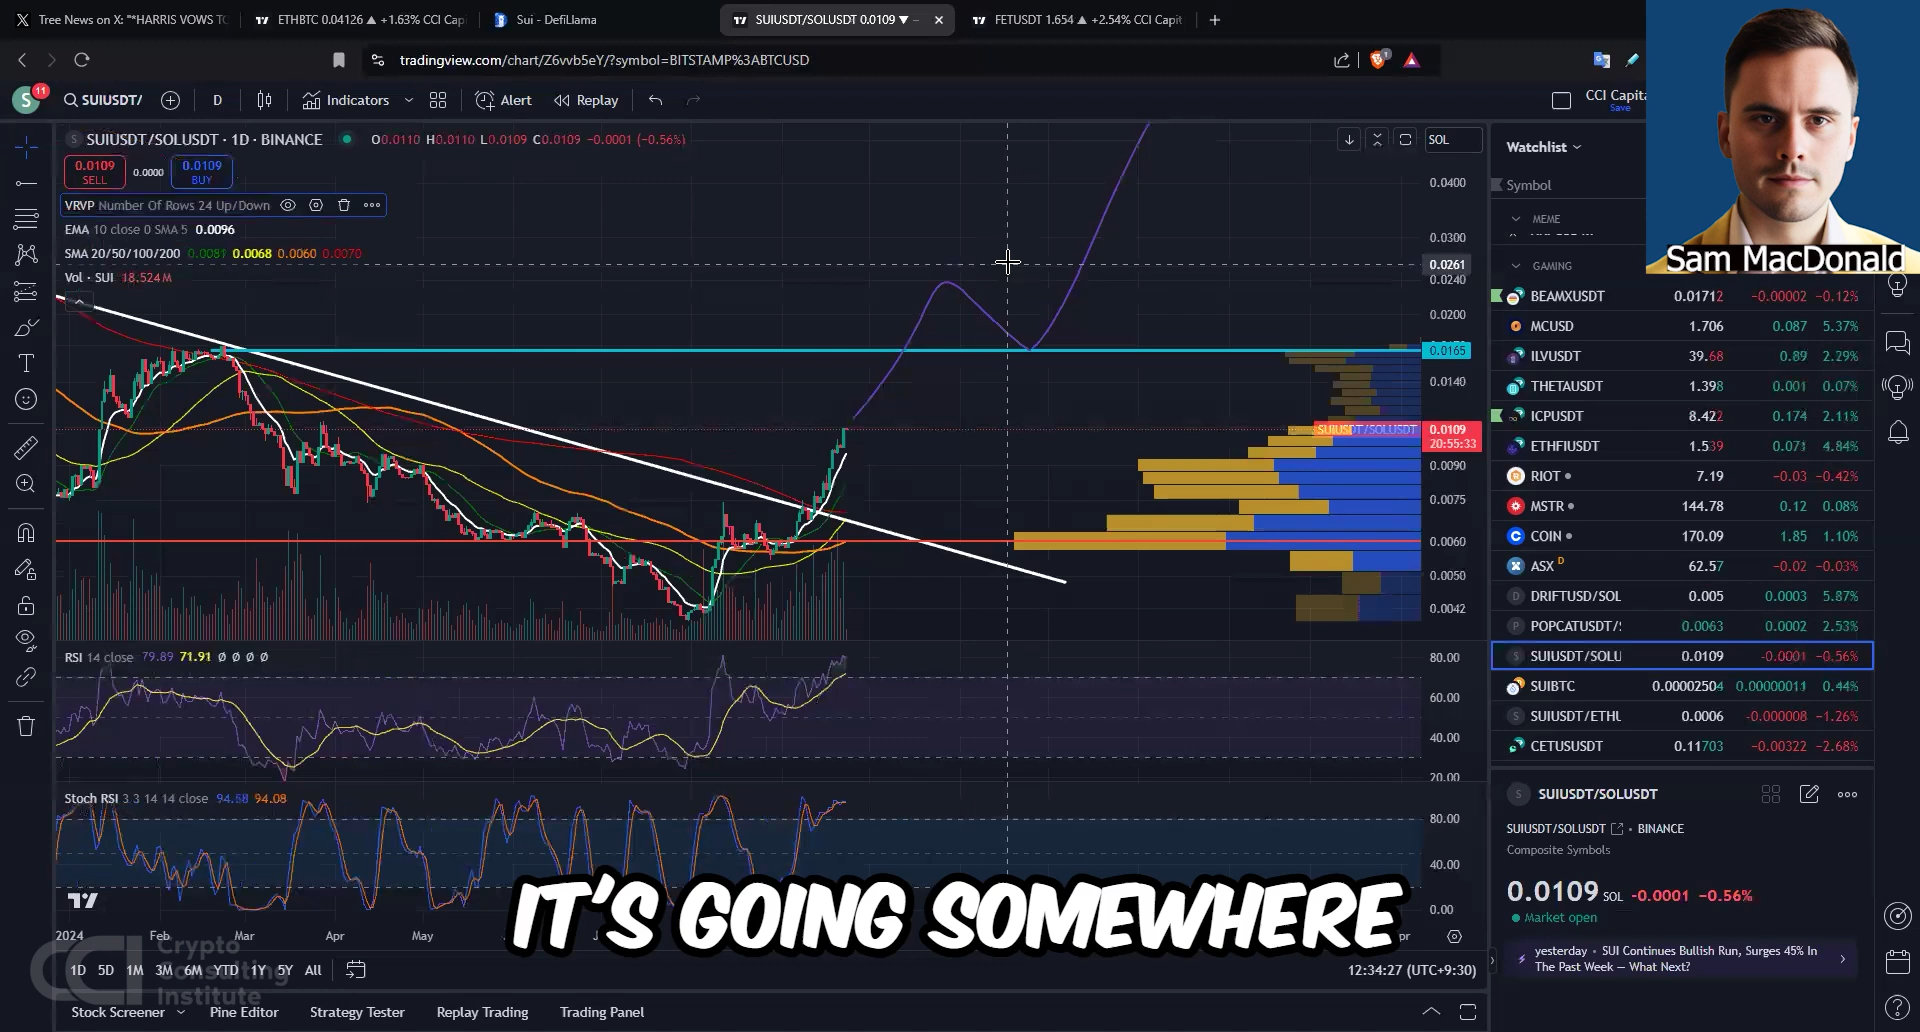 Tree News on X: "*HARRIS VOWS TO
ETHBTC 0.04126 ▲ +1.63% CCI Cap
Sui - DefiLlama
SUIUSDT/SOLUSDT 0.0109 ▼ –
FETUSDT 1.654 ▲ +2.54% CCI Capit
tradingview.com/chart/Z6vvb5eY/?symbol=BITSTAMP%3ABTCUSD
1
S 11
SUIUSDT/
D
Indicators
Alert
Replay
CCI Capita
Save
SUIUSDT/SOLUSDT · 1D · BINANCE
O0.0110 H0.0110 L0.0109 C0.0109 -0.0001 (-0.56%)
SOL
0.0109
SELL
0.0000
0.0109
BUY
VRVP Number Of Rows 24 Up/Down
EMA 10 close 0 SMA 5 0.0096
SMA 20/50/100/200 0.0081 0.0068 0.0060 0.0070
Vol · SUI 18.524M
0.0400
0.0300
0.0261
0.0240
0.0200
0.0165
0.0140
SUIUSDT/SOLUSDT 0.0109
20:55:33
0.0090
0.0075
0.0060
0.0050
0.0042
RSI 14 close 79.89 71.91 Ø Ø Ø Ø
80.00
60.00
40.00
20.00
Stoch RSI 3 3 14 14 close 94.58 94.08
80.00
40.00
0.00
IT'S GOING SOMEWHERE
2024 Feb Mar Apr May
CCI Crypto
Consulting
Institute
1D 5D 1M 3M 6M YTD 1Y 5Y All
12:34:27 (UTC+9:30)
Stock Screener
Pine Editor
Strategy Tester
Replay Trading
Trading Panel
Sam MacDonald
Watchlist
Symbol
MEME
GAMING
BEAMXUSDT 0.01712 -0.00002 -0.12%
MCUSD 1.706 0.087 5.37%
ILVUSDT 39.68 0.89 2.29%
THETAUSDT 1.398 0.001 0.07%
ICPUSDT 8.422 0.174 2.11%
ETHFIUSDT 1.539 0.071 4.84%
RIOT 7.19 -0.03 -0.42%
MSTR 144.78 0.12 0.08%
COIN 170.09 1.85 1.10%
ASX D 62.57 -0.02 -0.03%
DRIFTUSD/SOL 0.005 0.0003 5.87%
POPCATUSDT/ 0.0063 0.0002 2.53%
SUIUSDT/SOLU 0.0109 -0.0001 -0.56%
SUIBTC 0.00002504 0.00000011 0.44%
SUIUSDT/ETHU 0.0006 -0.000008 -1.26%
CETUSUSDT 0.11703 -0.00322 -2.68%
SUIUSDT/SOLUSDT
SUIUSDT/SOLUSDT · BINANCE
Composite Symbols
0.0109 SOL -0.0001 -0.56%
Market open
yesterday · SUI Continues Bullish Run, Surges 45% In
The Past Week — What Next?